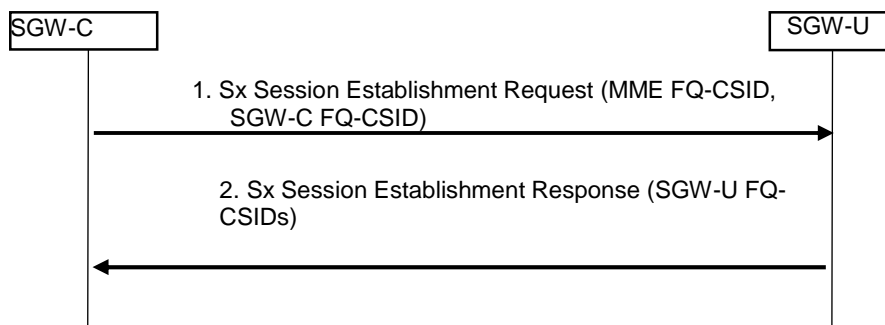 SGW-C
SGW-U
1. Sx Session Establishment Request (MME FQ-CSID,
SGW-C FQ-CSID)
2. Sx Session Establishment Response (SGW-U FQ-
CSIDs)